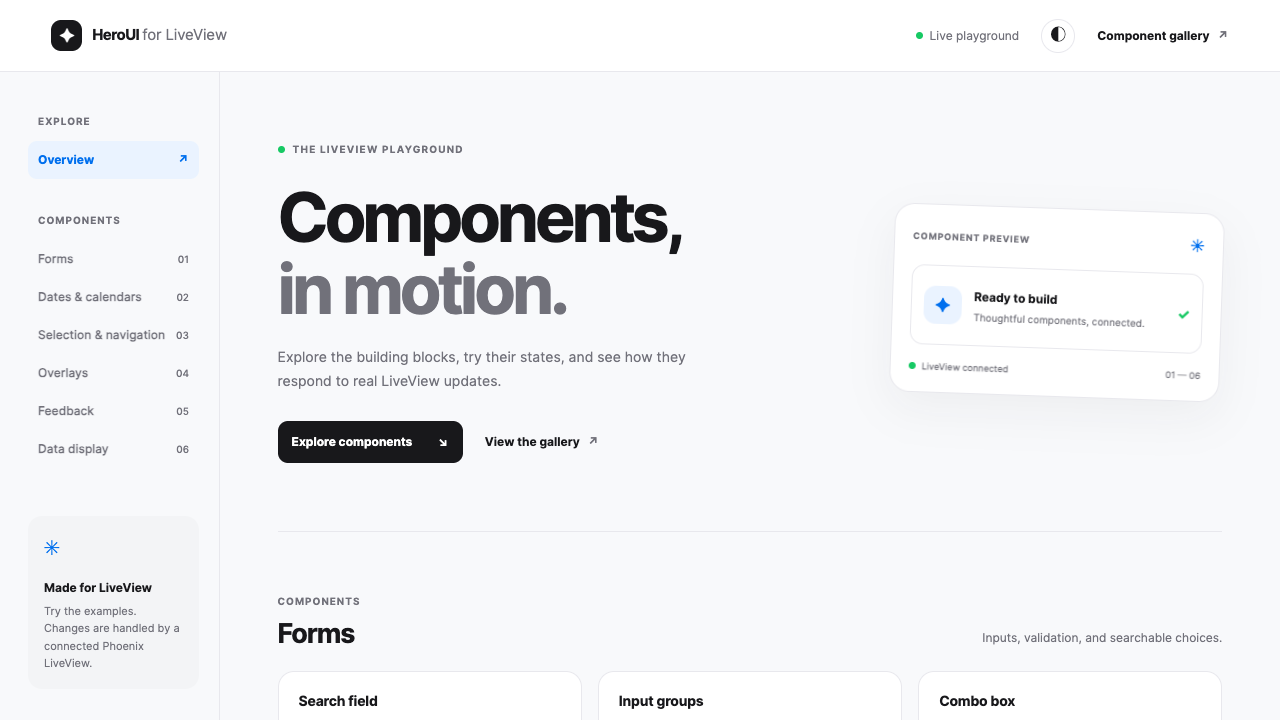 HeroUI for LiveView
Live playground
Component gallery ↗
EXPLORE
Overview ↗
COMPONENTS
Forms 01
Dates & calendars 02
Selection & navigation 03
Overlays 04
Feedback 05
Data display 06
Made for LiveView
Try the examples.
Changes are handled by a
connected Phoenix
LiveView.
THE LIVEVIEW PLAYGROUND
Components,
in motion.
Explore the building blocks, try their states, and see how they
respond to real LiveView updates.
Explore components ↘
View the gallery ↗
COMPONENT PREVIEW
Ready to build
Thoughtful components, connected.
LiveView connected
01 — 06
COMPONENTS
Forms
Inputs, validation, and searchable choices.
Search field
Input groups
Combo box